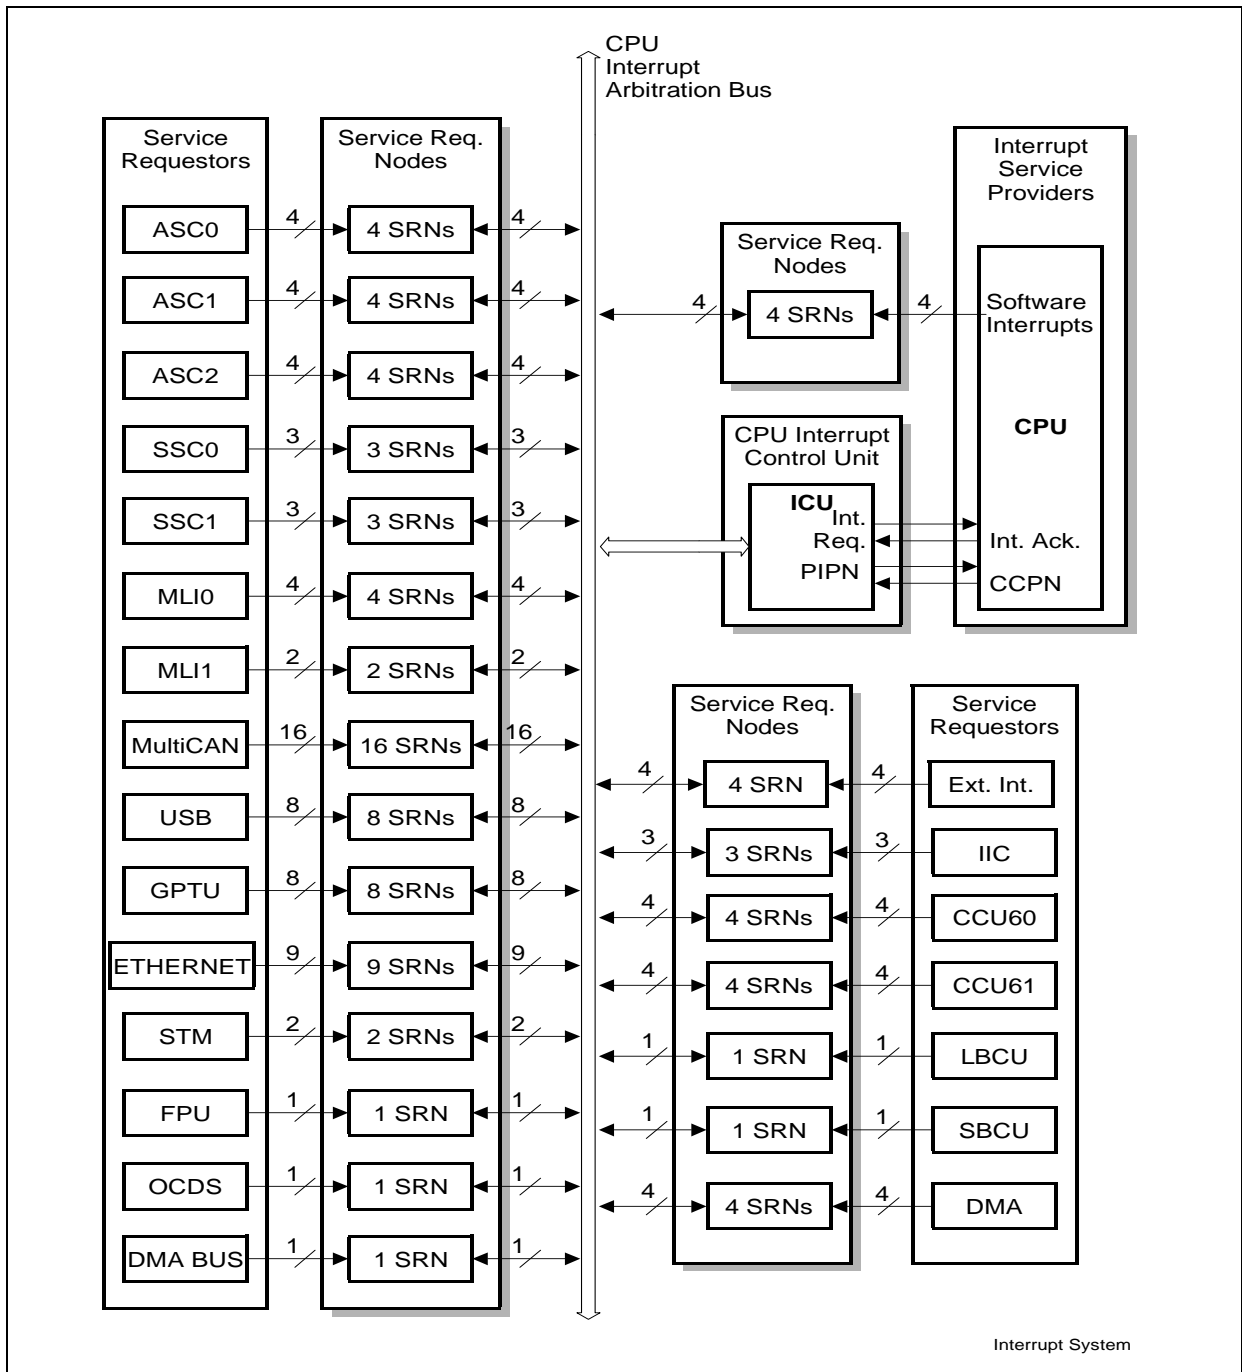 CPU
Interrupt
Arbitration Bus
Service
Requestors
Service Req.
Nodes
ASC0
4
4 SRNs
4
ASC1
4
4 SRNs
4
ASC2
4
4 SRNs
4
SSC0
3
3 SRNs
3
SSC1
3
3 SRNs
3
MLI0
4
4 SRNs
4
MLI1
2
2 SRNs
2
MultiCAN
16
16 SRNs
16
USB
8
8 SRNs
8
GPTU
8
8 SRNs
8
ETHERNET
9
9 SRNs
9
STM
2
2 SRNs
2
FPU
1
1 SRN
1
OCDS
1
1 SRN
1
DMA BUS
1
1 SRN
1
Service Req.
Nodes
4
4 SRNs
4
Interrupt
Service
Providers
Software
Interrupts
CPU
CPU Interrupt
Control Unit
ICU
Int.
Req.
PIPN
Int. Ack.
CCPN
Service Req.
Nodes
Service
Requestors
4
4 SRN
4
Ext. Int.
3
3 SRNs
3
IIC
4
4 SRNs
4
CCU60
4
4 SRNs
4
CCU61
1
1 SRN
1
LBCU
1
1 SRN
1
SBCU
4
4 SRNs
4
DMA
Interrupt System